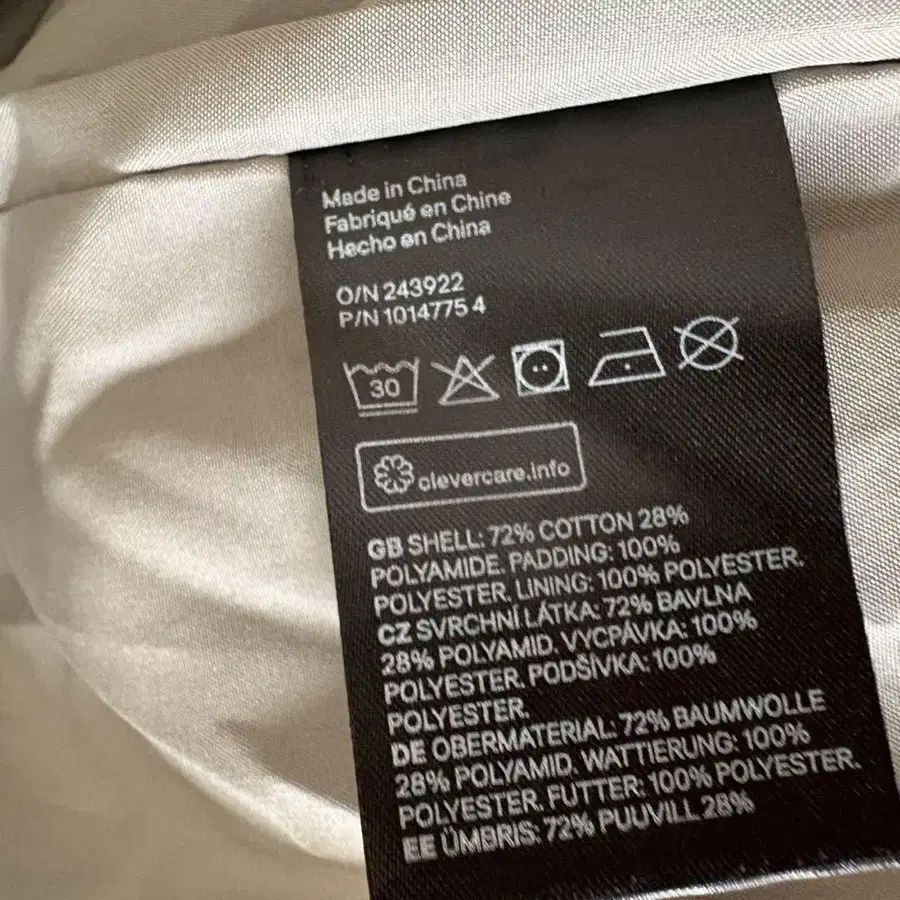 Made in China
Fabriqué en Chine
Hecho en China
O/N 243922
P/N 1014775 4
30
clevercare.info
GB SHELL: 72% COTTON 28%
POLYAMIDE. PADDING: 100%
POLYESTER. LINING: 100% POLYESTER.
CZ SVRCHNÍ LÁTKA: 72% BAVLNA
28% POLYAMID. VYCPÁVKA: 100%
POLYESTER. PODŠÍVKA: 100%
POLYESTER.
DE OBERMATERIAL: 72% BAUMWOLLE
28% POLYAMID. WATTIERUNG: 100%
POLYESTER. FUTTER: 100% POLYESTER.
EE ÜMBRIS: 72% PUUVILL 28%